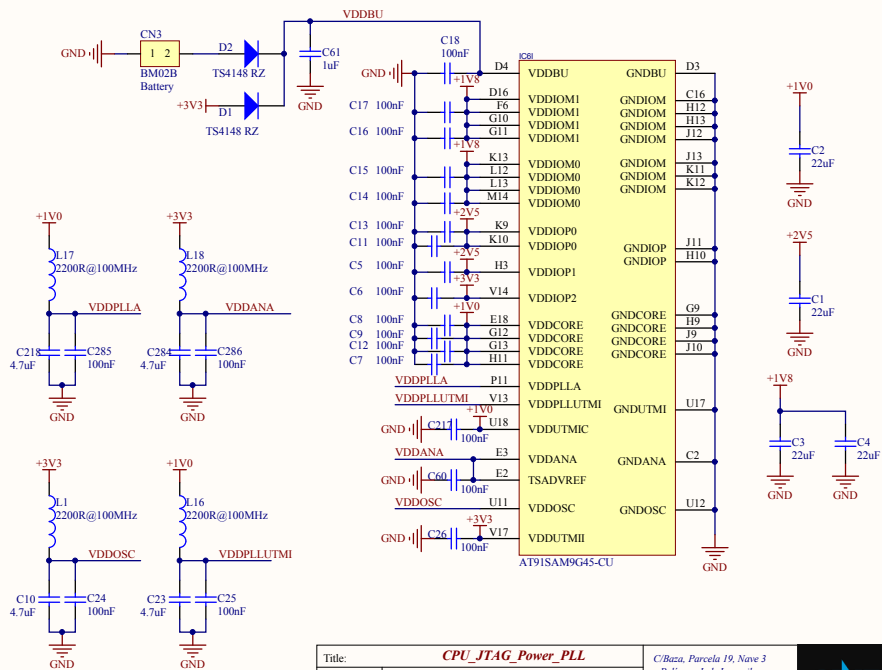 VDDBU
CN3
GND
1 2
BM02B
Battery
D2
TS4148 RZ
+3V3
D1
TS4148 RZ
C61
1uF
GND
C18
100nF
GND
+1V8
C17 100nF
C16 100nF
+1V8
C15 100nF
C14 100nF
+2V5
C13 100nF
C11 100nF
+2V5
C5 100nF
+3V3
C6 100nF
+1V0
C8 100nF
C9 100nF
C12 100nF
C7 100nF
VDDPLLA
VDDPLLUTMI
+1V0
GND
C217
100nF
VDDANA
GND
C60
100nF
VDDOSC
+3V3
GND
C26
100nF
IC6I
D4 VDDBU
D16 VDDIOM1
F6 VDDIOM1
G10 VDDIOM1
G11 VDDIOM1
K13 VDDIOM0
L12 VDDIOM0
L13 VDDIOM0
M14 VDDIOM0
K9 VDDIOP0
K10 VDDIOP0
H3 VDDIOP1
V14 VDDIOP2
E18 VDDCORE
G12 VDDCORE
G13 VDDCORE
H11 VDDCORE
P11 VDDPLLA
V13 VDDPLLUTMI
U18 VDDUTMIC
E3 VDDANA
E2 TSADVREF
U11 VDDOSC
V17 VDDUTMII
GNDBU D3
GNDIOM C16
GNDIOM H12
GNDIOM H13
GNDIOM J12
GNDIOM J13
GNDIOM K11
GNDIOM K12
GNDIOP J11
GNDIOP H10
GNDCORE G9
GNDCORE H9
GNDCORE J9
GNDCORE J10
GNDUTMI U17
GNDANA C2
GNDOSC U12
AT91SAM9G45-CU
GND
+1V0
C2
22uF
GND
+2V5
C1
22uF
GND
+1V8
C3
22uF
GND
C4
22uF
GND
+1V0
L17
2200R@100MHz
VDDPLLA
C218
4.7uF
C285
100nF
GND
+3V3
L18
2200R@100MHz
VDDANA
C284
4.7uF
C286
100nF
GND
+3V3
L1
2200R@100MHz
VDDOSC
C10
4.7uF
C24
100nF
GND
+1V0
L16
2200R@100MHz
VDDPLLUTMI
C23
4.7uF
C25
100nF
GND
Title: CPU_JTAG_Power_PLL
C/Baza, Parcela 19, Nave 3